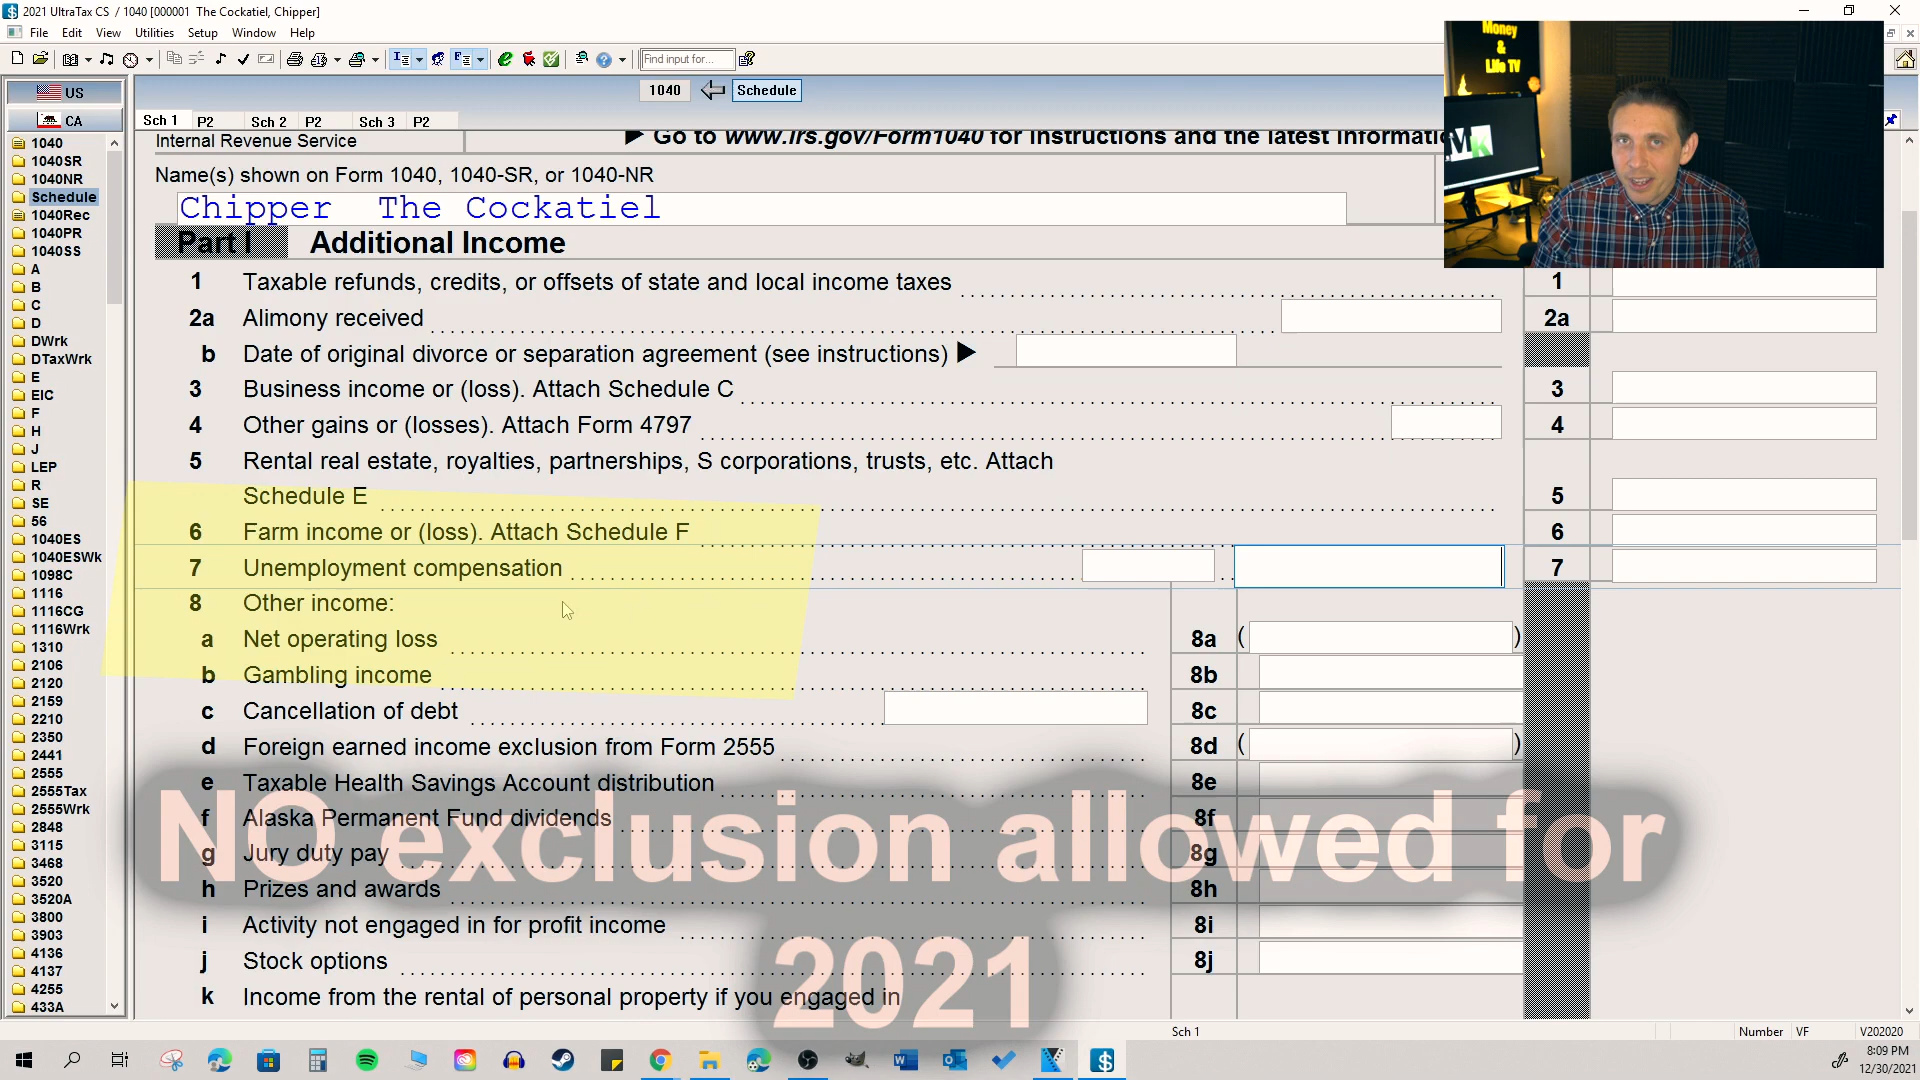 2021 UltraTax CS / 1040 [000001 The Cockatiel, Chipper]
File Edit View Utilities Setup Window Help
Find input for...
US
CA
1040 Schedule
Sch 1 P2 Sch 2 P2 Sch 3 P2
1040
1040SR
1040NR
Schedule
1040Rec
1040PR
1040SS
A
B
C
D
DWrk
DTaxWrk
E
EIC
F
H
J
LEP
R
SE
56
1040ES
1040ESWk
1098C
1116
1116CG
1116Wrk
1310
2106
2120
2159
2210
2350
2441
2555
2555Tax
2555Wrk
2848
3115
3468
3520
3520A
3800
3903
4136
4137
4255
433A
Internal Revenue Service
▶ Go to www.irs.gov/Form1040 for instructions and the latest informati
Name(s) shown on Form 1040, 1040-SR, or 1040-NR
Chipper The Cockatiel
Part I Additional Income
1 Taxable refunds, credits, or offsets of state and local income taxes 1
2a Alimony received 2a
b Date of original divorce or separation agreement (see instructions) ▶
3 Business income or (loss). Attach Schedule C 3
4 Other gains or (losses). Attach Form 4797 4
5 Rental real estate, royalties, partnerships, S corporations, trusts, etc. Attach
Schedule E 5
6 Farm income or (loss). Attach Schedule F 6
7 Unemployment compensation 7
8 Other income:
a Net operating loss 8a ( )
b Gambling income 8b
c Cancellation of debt 8c
d Foreign earned income exclusion from Form 2555 8d ( )
e Taxable Health Savings Account distribution 8e
f Alaska Permanent Fund dividends 8f
g Jury duty pay 8g
h Prizes and awards 8h
i Activity not engaged in for profit income 8i
j Stock options 8j
k Income from the rental of personal property if you engaged in
NO exclusion allowed for
2021
Money
&
Life TV
Mk
Sch 1 Number VF V202020
8:09 PM
12/30/2021